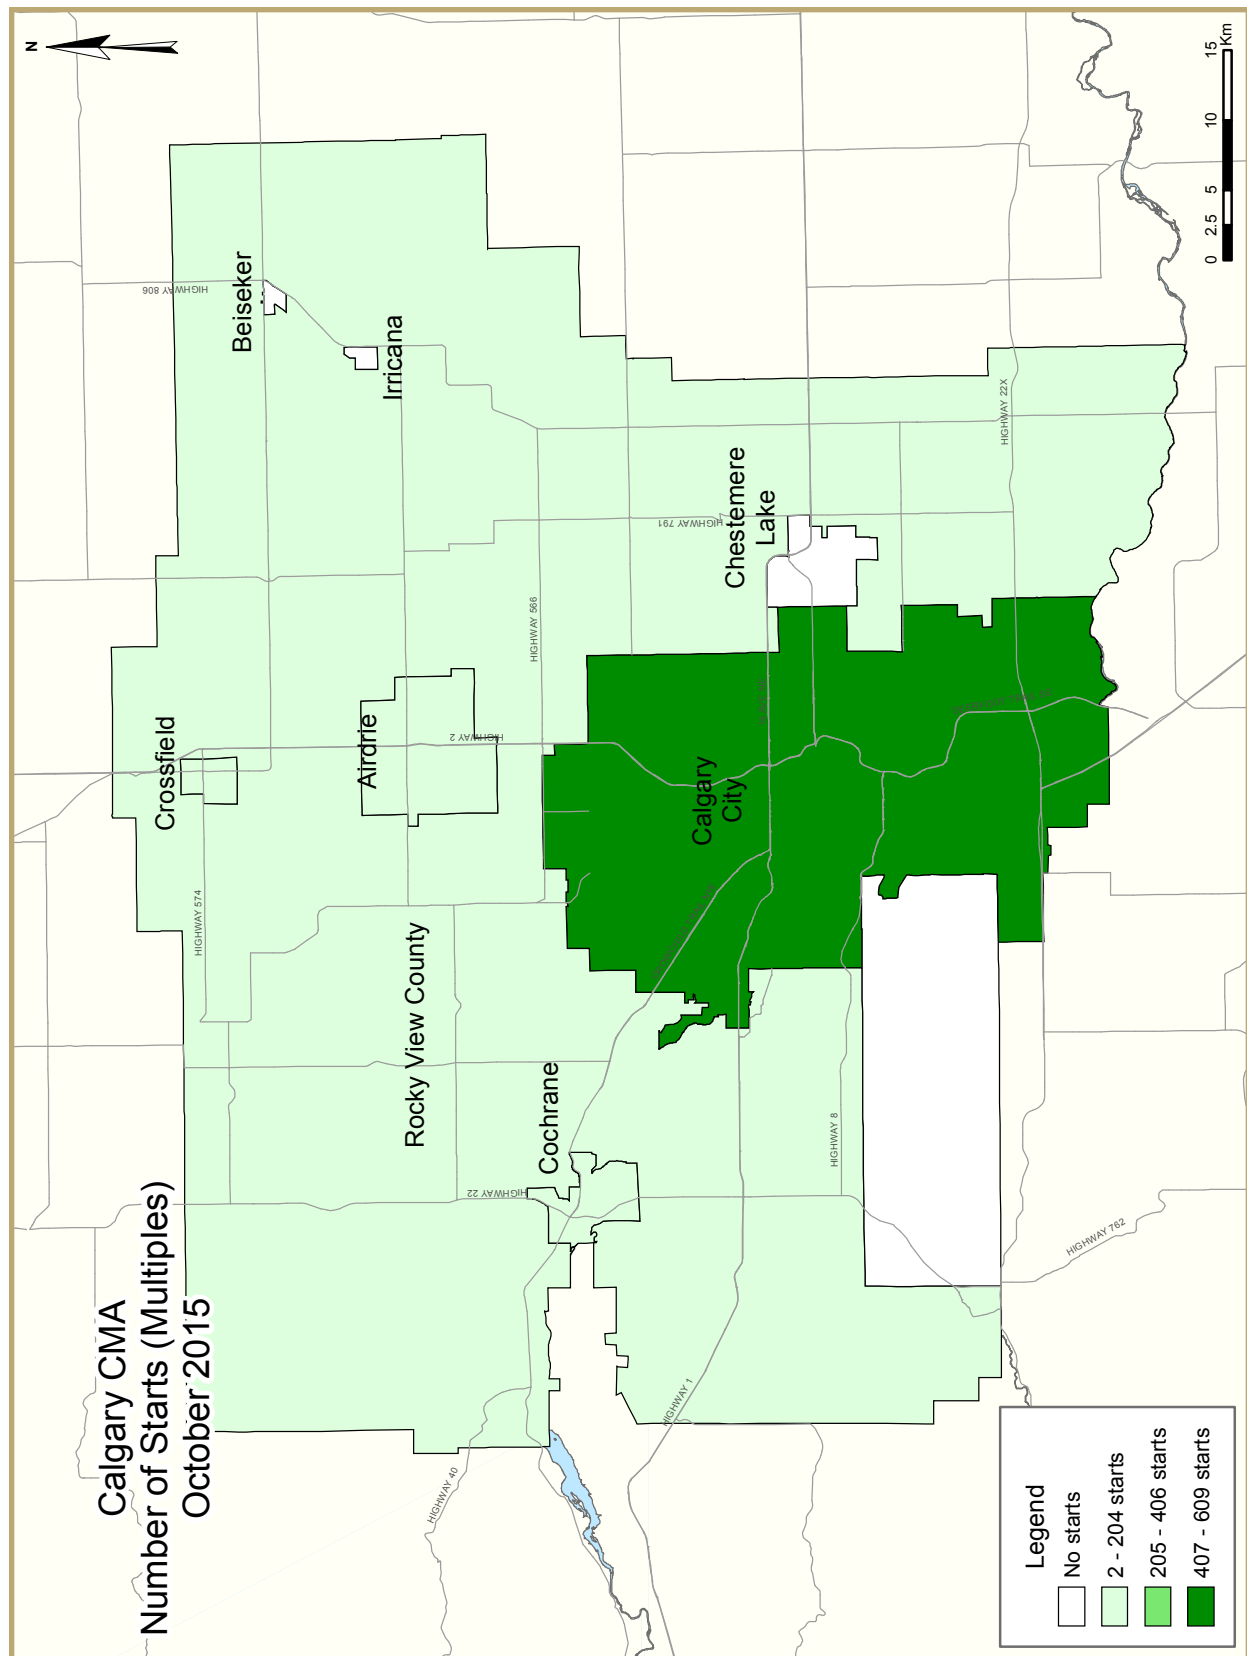 Calgary CMA
Number of Starts (Multiples)
October 2015
N
HIGHWAY 806
Beiseker
Irricana
Crossfield
HIGHWAY 574
Airdrie
HIGHWAY 2
HIGHWAY 566
HIGHWAY 791
Chestemere
Lake
Rocky View County
Cochrane
HIGHWAY 22
Calgary
City
HIGHWAY 22X
HIGHWAY 8
HIGHWAY 40
HIGHWAY 1
HIGHWAY 762
Legend
No starts
2 - 204 starts
205 - 406 starts
407 - 609 starts
0 2.5 5 10 15
Km